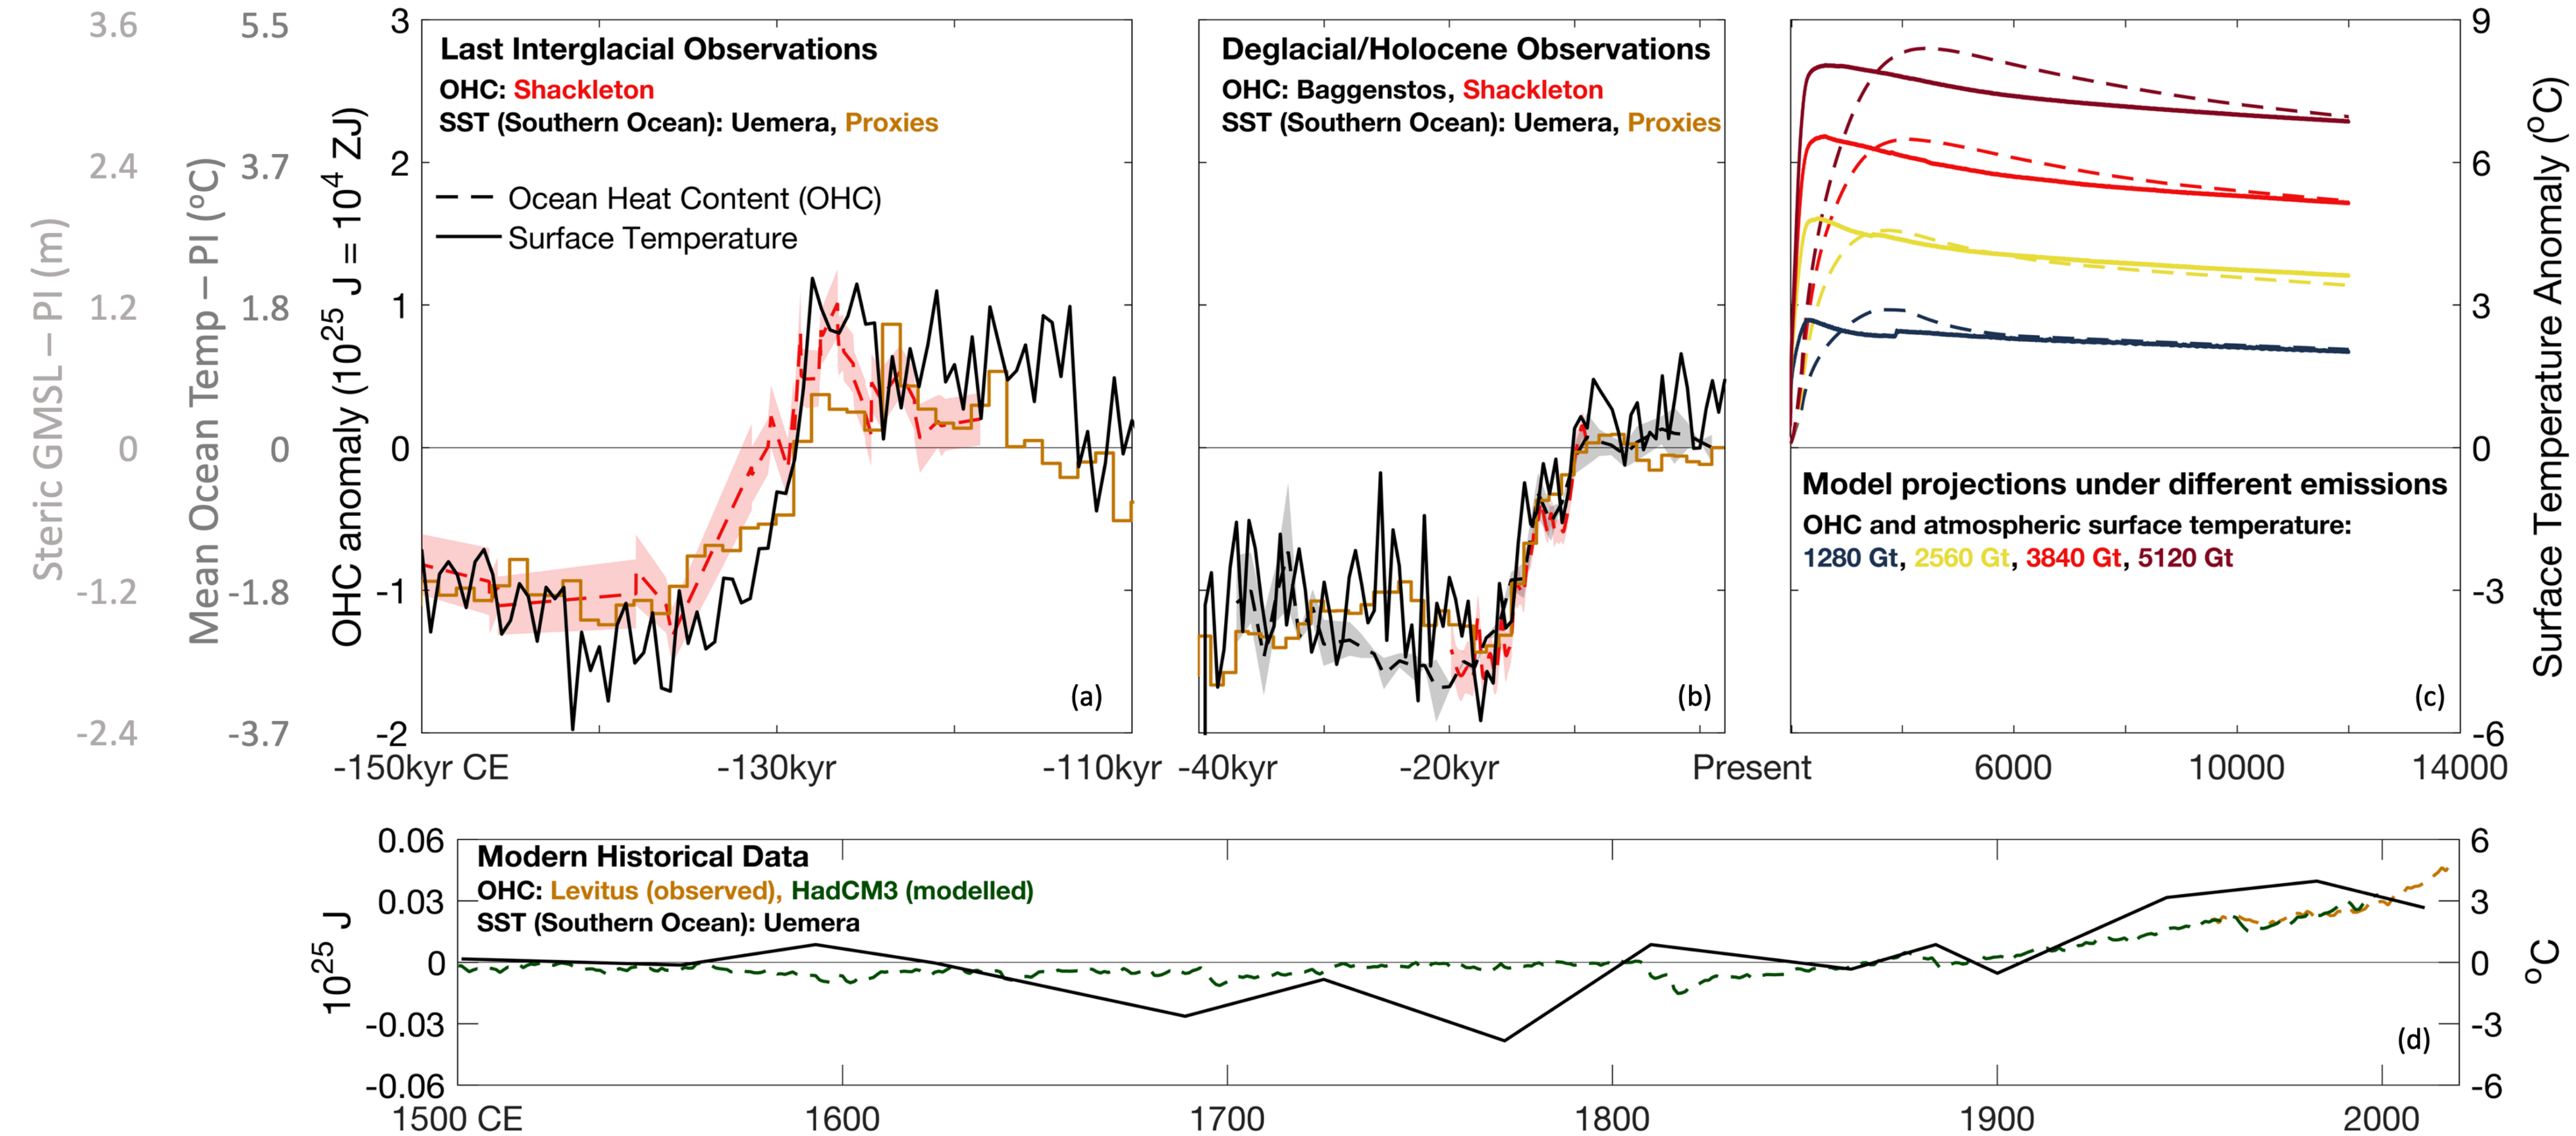 Steric GMSL – PI (m)
3.6
2.4
1.2
0
-1.2
-2.4
Mean Ocean Temp – PI (ºC)
5.5
3.7
1.8
0
-1.8
-3.7
OHC anomaly (10²⁵ J = 10⁴ ZJ)
3
2
1
0
-1
-2
Last Interglacial Observations
OHC: Shackleton
SST (Southern Ocean): Uemera, Proxies
Ocean Heat Content (OHC)
Surface Temperature
(a)
-150kyr CE
-130kyr
-110kyr
Deglacial/Holocene Observations
OHC: Baggenstos, Shackleton
SST (Southern Ocean): Uemera, Proxies
(b)
-40kyr
-20kyr
Present
Model projections under different emissions
OHC and atmospheric surface temperature:
1280 Gt, 2560 Gt, 3840 Gt, 5120 Gt
(c)
6000
10000
14000
9
6
3
0
-3
-6
Surface Temperature Anomaly (ºC)
10²⁵ J
0.06
0.03
0
-0.03
-0.06
Modern Historical Data
OHC: Levitus (observed), HadCM3 (modelled)
SST (Southern Ocean): Uemera
(d)
6
3
0
-3
-6
ºC
1500 CE
1600
1700
1800
1900
2000